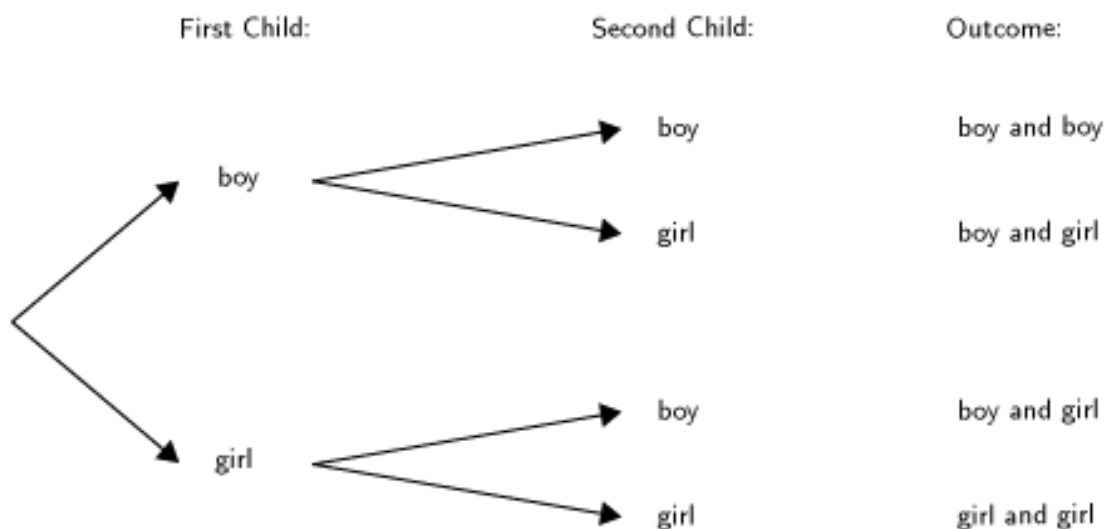 First Child: Second Child: Outcome:
boy boy and boy
boy
girl boy and girl
boy boy and girl
girl
girl girl and girl